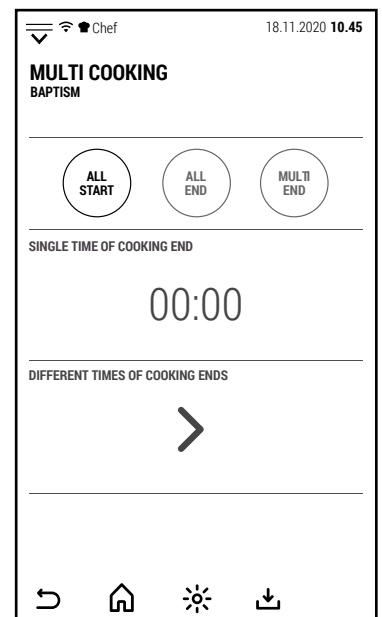 Chef 18.11.2020 10.45
MULTI COOKING
BAPTISM
ALL START
ALL END
MULTI END
SINGLE TIME OF COOKING END
00:00
DIFFERENT TIMES OF COOKING ENDS